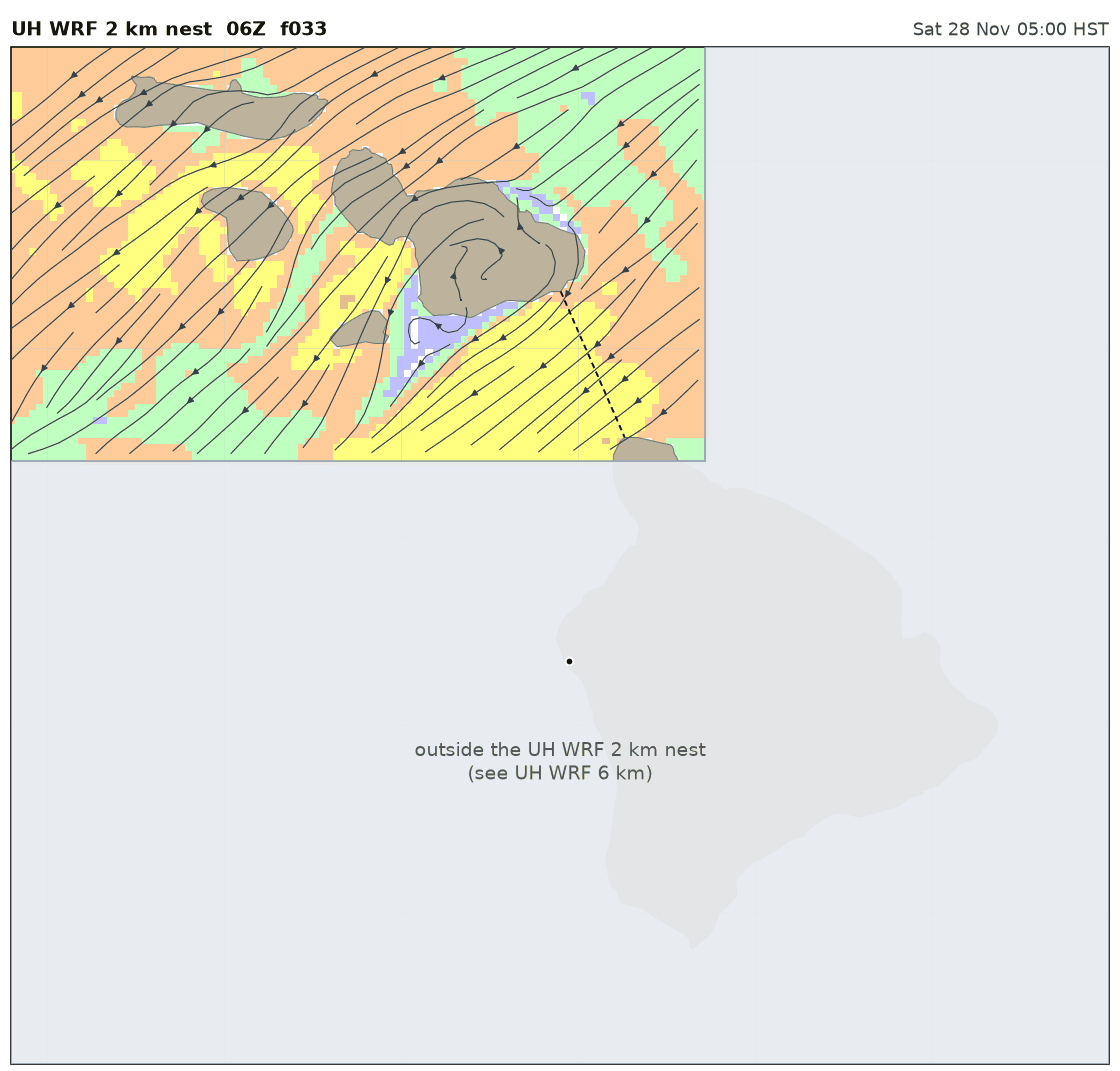 UH WRF 2 km nest  06Z  f033
Sat 28 Nov 05:00 HST
outside the UH WRF 2 km nest
(see UH WRF 6 km)